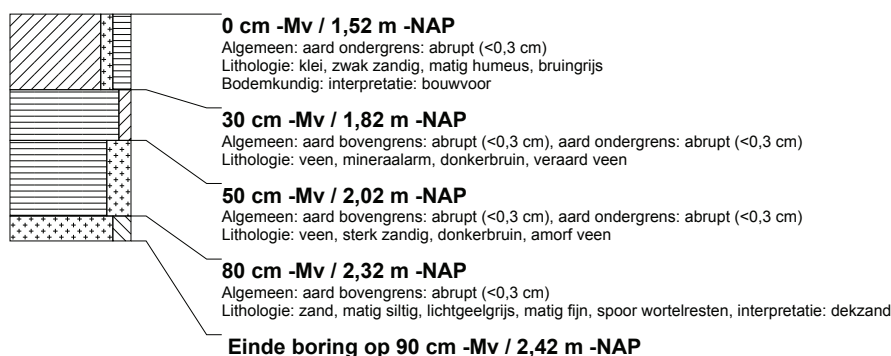 0 cm -Mv / 1,52 m -NAP
Algemeen: aard ondergrens: abrupt (<0,3 cm)
Lithologie: klei, zwak zandig, matig humeus, bruingrijs
Bodemkundig: interpretatie: bouwvoor
30 cm -Mv / 1,82 m -NAP
Algemeen: aard bovengrens: abrupt (<0,3 cm), aard ondergrens: abrupt (<0,3 cm)
Lithologie: veen, mineraalarm, donkerbruin, veraard veen
50 cm -Mv / 2,02 m -NAP
Algemeen: aard bovengrens: abrupt (<0,3 cm), aard ondergrens: abrupt (<0,3 cm)
Lithologie: veen, sterk zandig, donkerbruin, amorf veen
80 cm -Mv / 2,32 m -NAP
Algemeen: aard bovengrens: abrupt (<0,3 cm)
Lithologie: zand, matig siltig, lichtgeelgrijs, matig fijn, spoor wortelresten, interpretatie: dekzand
Einde boring op 90 cm -Mv / 2,42 m -NAP